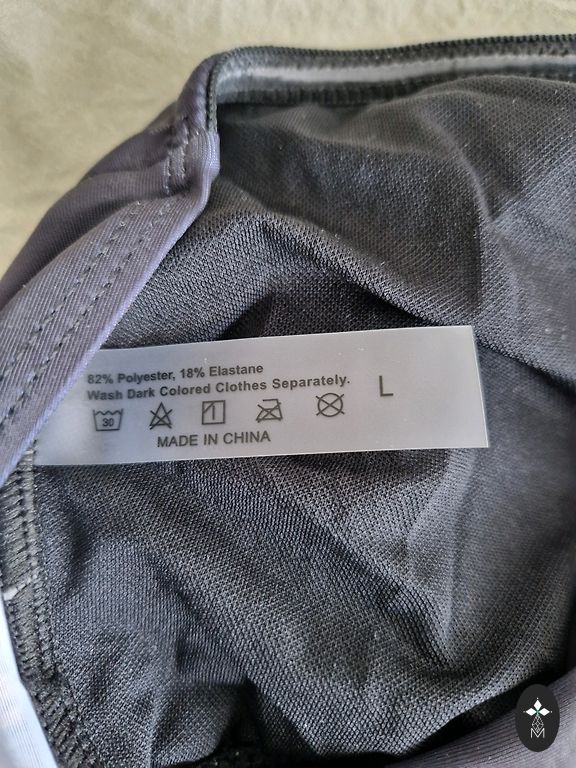 82% Polyester, 18% Elastane
Wash Dark Colored Clothes Separately.
L
30
MADE IN CHINA
M